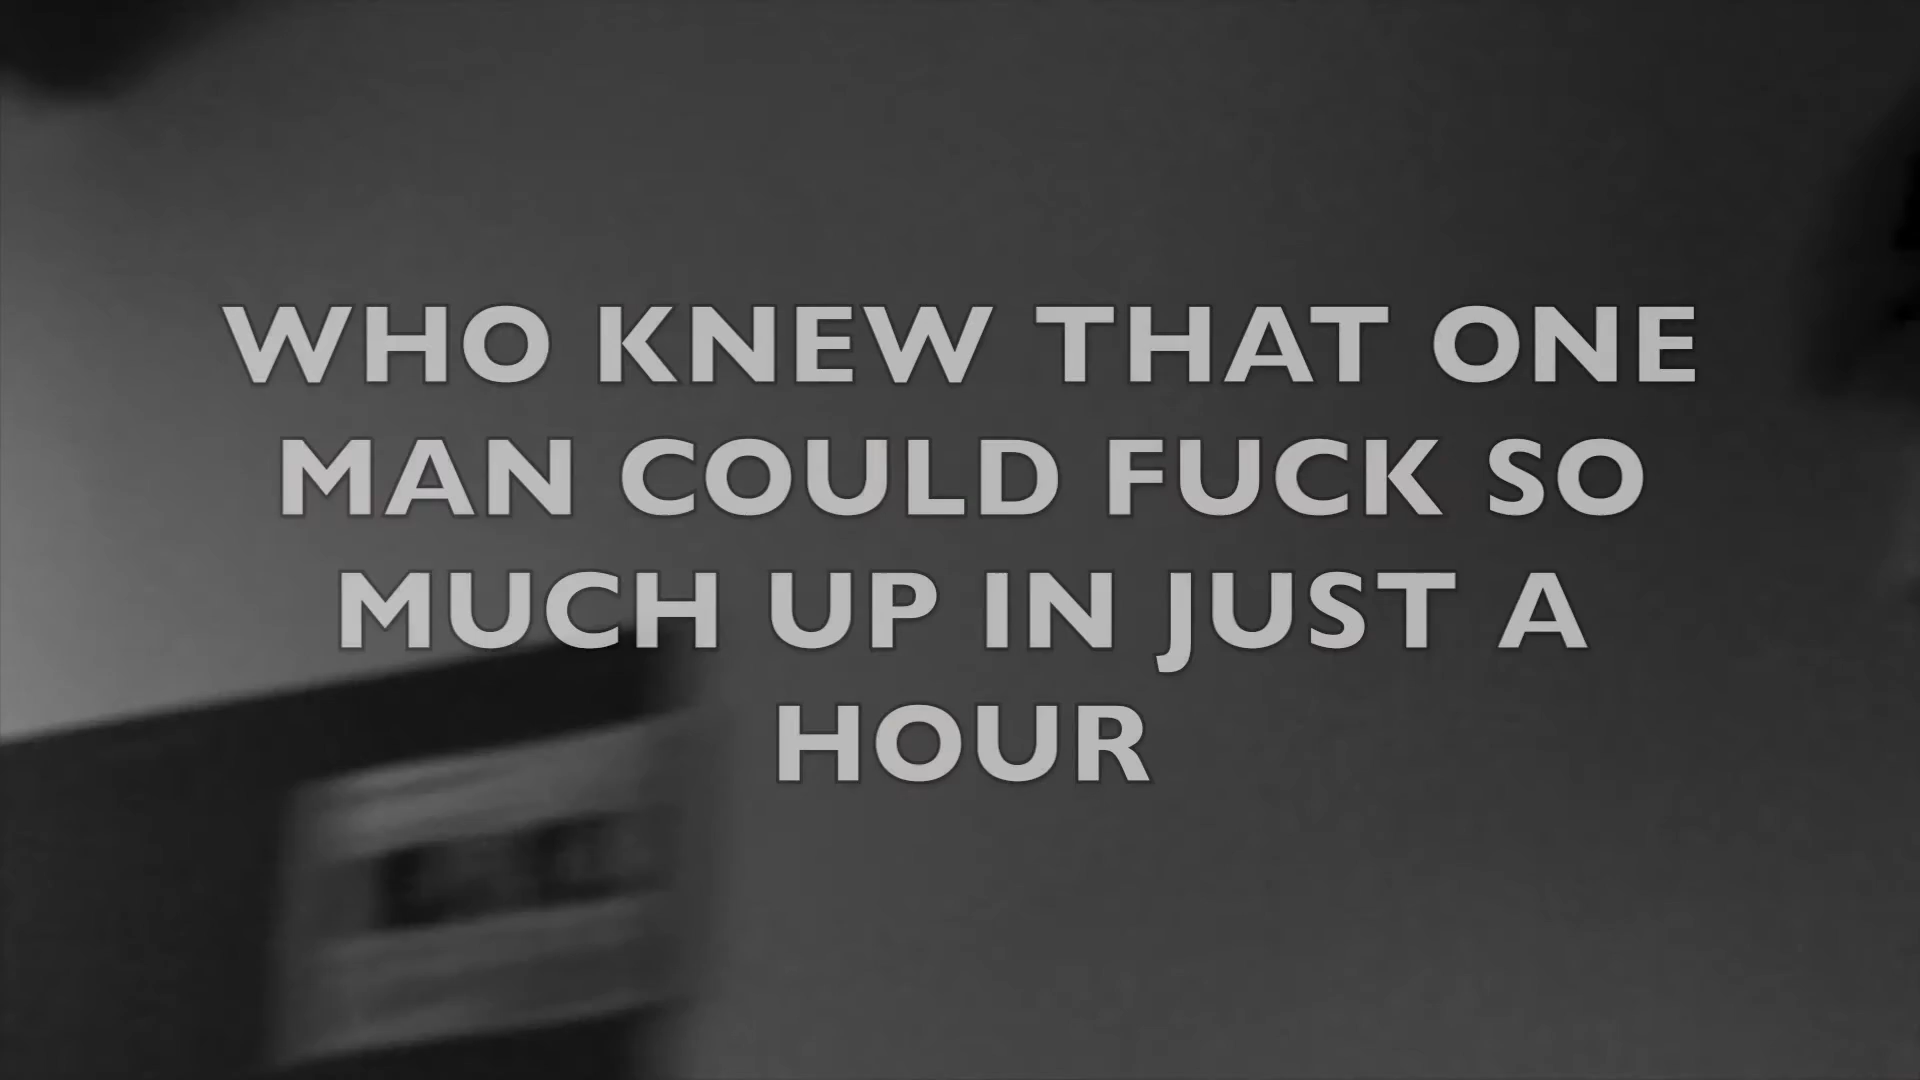 WHO KNEW THAT ONE
MAN COULD FUCK SO
MUCH UP IN JUST A
HOUR